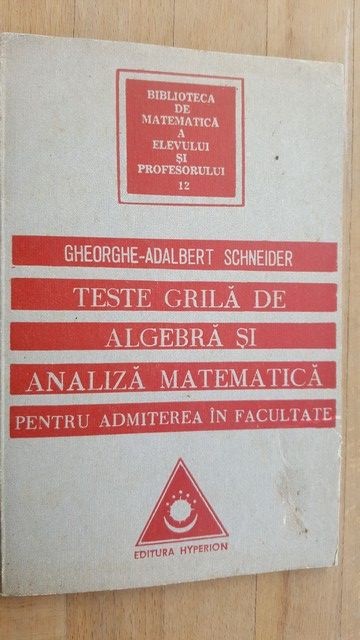 BIBLIOTECA
DE
MATEMATICĂ
A
ELEVULUI
ŞI
PROFESORULUI
12
GHEORGHE-ADALBERT SCHNEIDER
TESTE GRILĂ DE
ALGEBRĂ ŞI
ANALIZĂ MATEMATICĂ
PENTRU ADMITEREA ÎN FACULTATE
EDITURA HYPERION